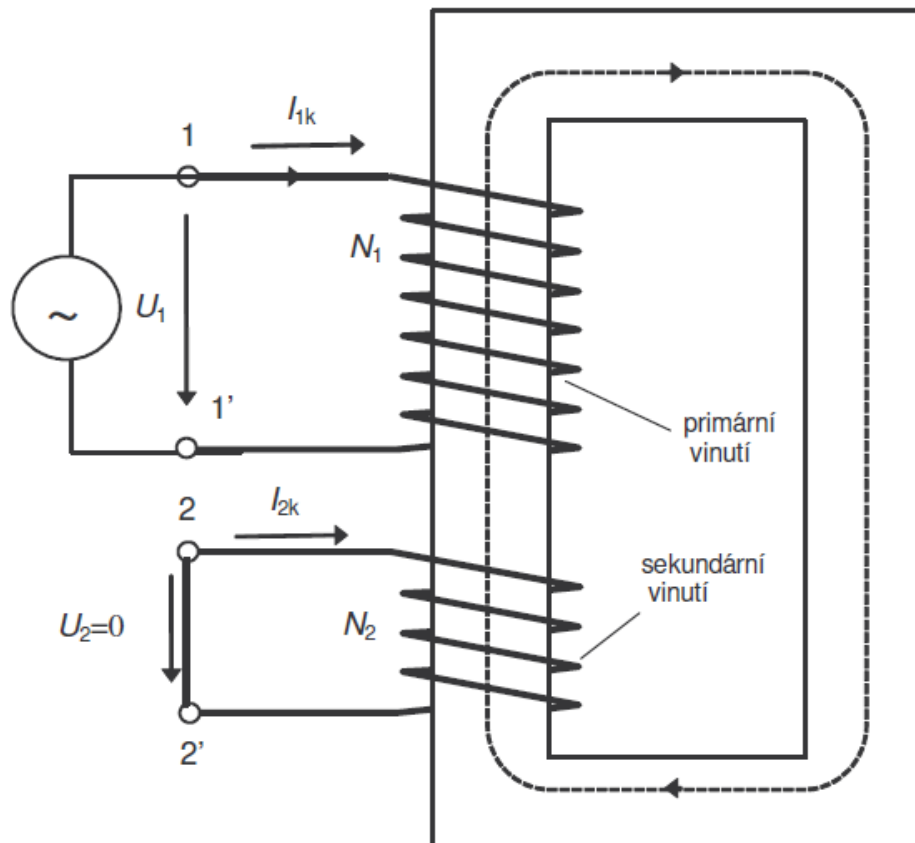 1
I1k
N1
~
U1
1’
primární
vinutí
2
I2k
sekundární
vinutí
U2=0
N2
2’